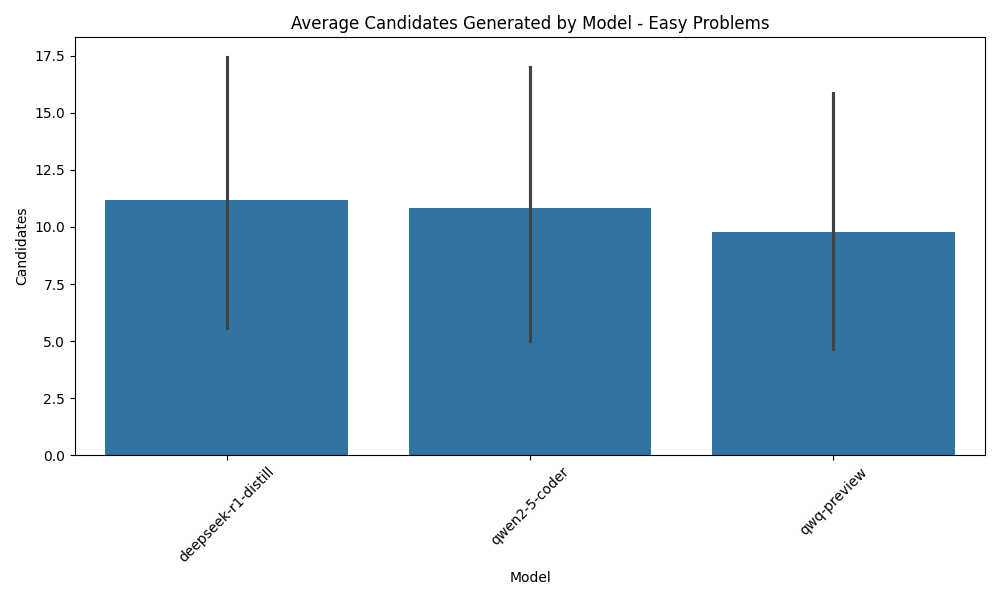 Average Candidates Generated by Model - Easy Problems
Candidates
17.5
15.0
12.5
10.0
7.5
5.0
2.5
0.0
deepseek-r1-distill
qwen2-5-coder
qwq-preview
Model